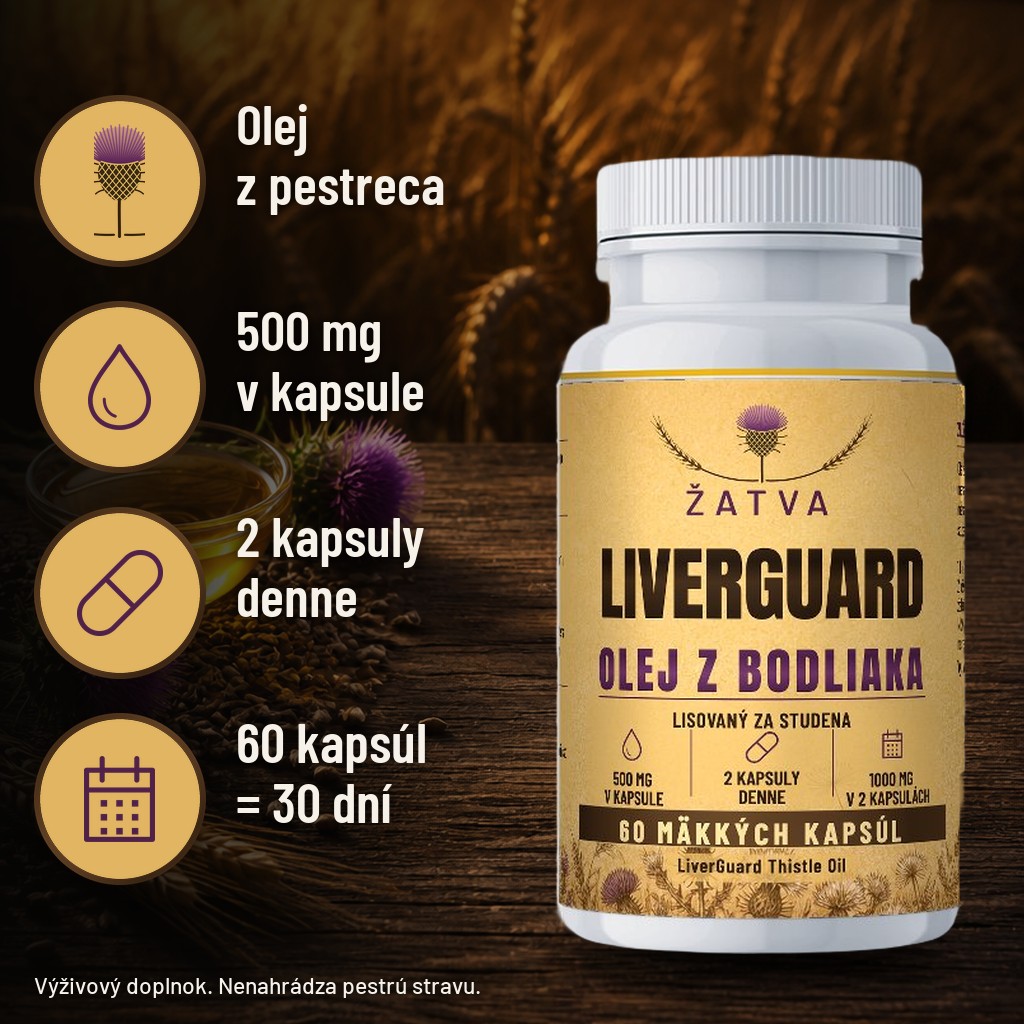 Olej
z pestreca
500 mg
v kapsule
2 kapsuly
denne
60 kapsúl
= 30 dní
ŽATVA
LIVERGUARD
OLEJ Z BODLIAKA
LISOVANÝ ZA STUDENA
500 MG
V KAPSULE
2 KAPSULY
DENNE
1000 MG
V 2 KAPSULÁCH
60 MÄKKÝCH KAPSÚL
LiverGuard Thistle Oil
Výživový doplnok. Nenahrádza pestrú stravu.